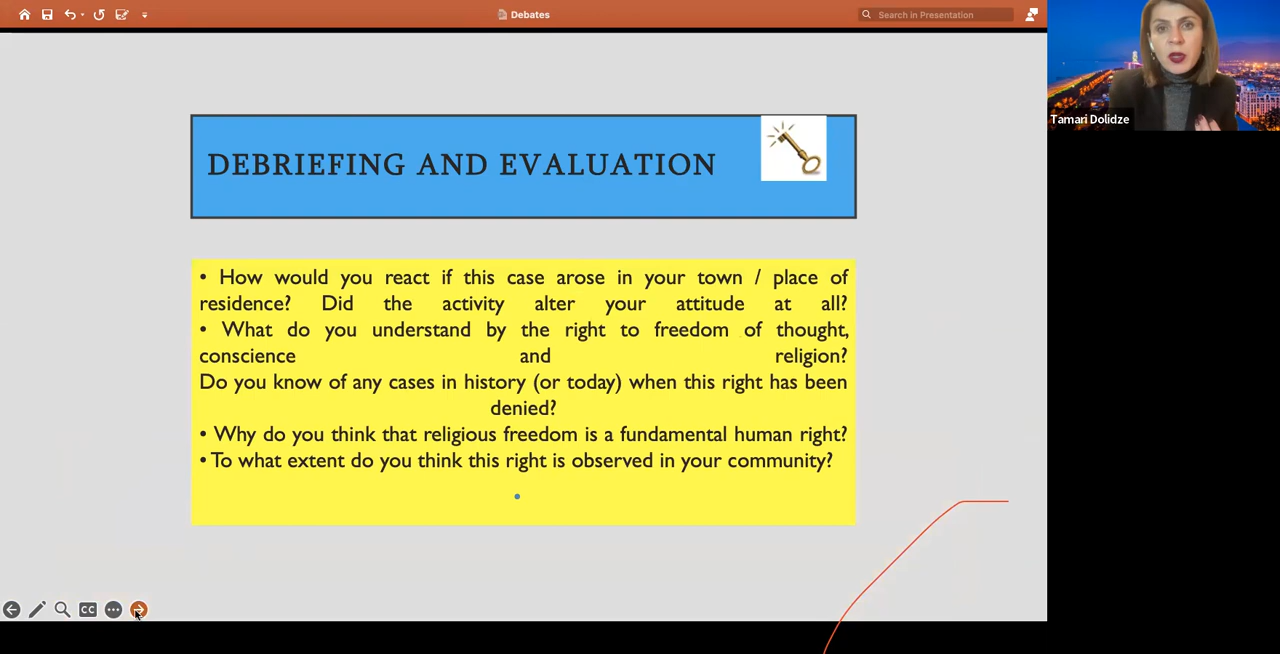 Debates
Search in Presentation
Tamari Dolidze
DEBRIEFING AND EVALUATION
• How would you react if this case arose in your town / place of
residence? Did the activity alter your attitude at all?
• What do you understand by the right to freedom of thought,
conscience and religion?
Do you know of any cases in history (or today) when this right has been
denied?
• Why do you think that religious freedom is a fundamental human right?
• To what extent do you think this right is observed in your community?
•
CC